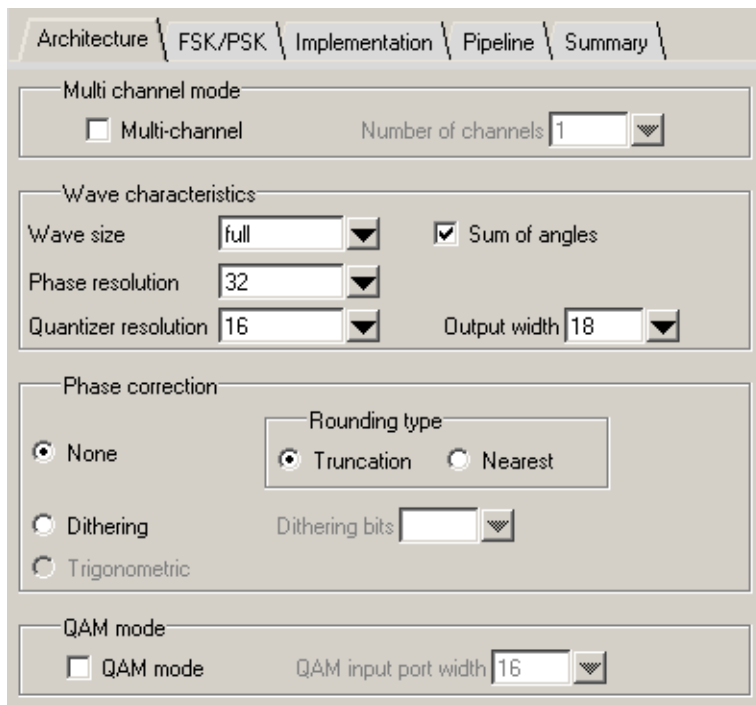 Architecture FSK/PSK Implementation Pipeline Summary
Multi channel mode
Multi-channel Number of channels 1
Wave characteristics
Wave size full Sum of angles
Phase resolution 32
Quantizer resolution 16 Output width 18
Phase correction
Rounding type
None Truncation Nearest
Dithering Dithering bits
Trigonometric
QAM mode
QAM mode QAM input port width 16